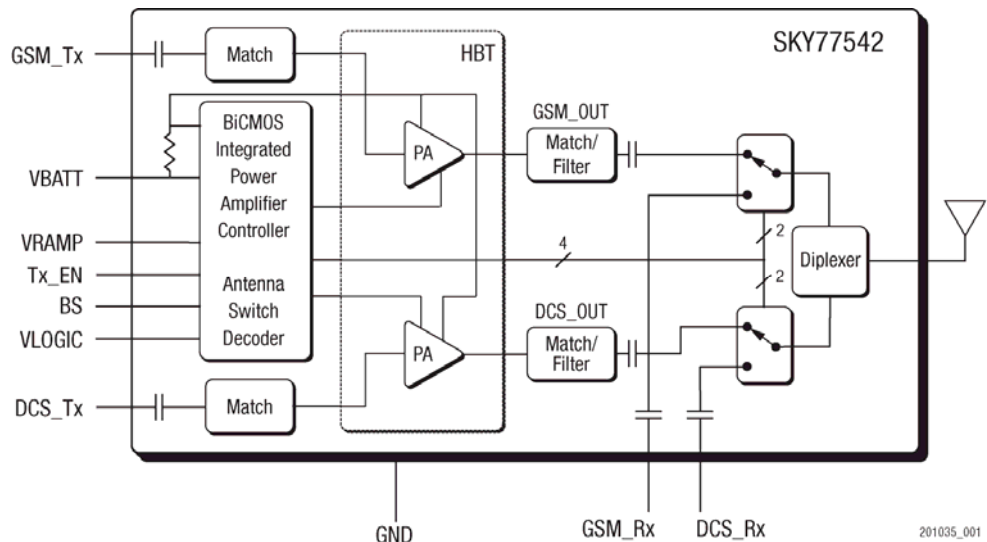 SKY77542
GSM_Tx
Match
HBT
GSM_OUT
BiCMOS
Integrated
Power
Amplifier
Controller
Antenna
Switch
Decoder
PA
Match/
Filter
VBATT
VRAMP
Tx_EN
BS
VLOGIC
4
2
2
Diplexer
DCS_OUT
PA
Match/
Filter
DCS_Tx
Match
GND
GSM_Rx
DCS_Rx
201035_001